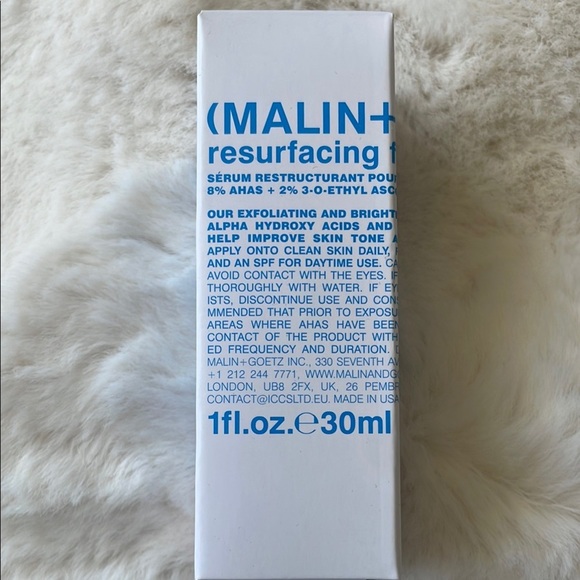 (MALIN+
resurfacing f
SÉRUM RESTRUCTURANT POU
8% AHAS + 2% 3-O-ETHYL ASC
OUR EXFOLIATING AND BRIGHT
ALPHA HYDROXY ACIDS AND
HELP IMPROVE SKIN TONE A
APPLY ONTO CLEAN SKIN DAILY,
AND AN SPF FOR DAYTIME USE. CA
AVOID CONTACT WITH THE EYES. IF
THOROUGHLY WITH WATER. IF EY
ISTS, DISCONTINUE USE AND CONS
MMENDED THAT PRIOR TO EXPOSU
AREAS WHERE AHAS HAVE BEEN
CONTACT OF THE PRODUCT WITH
ED FREQUENCY AND DURATION.
MALIN+GOETZ INC., 330 SEVENTH AV
+1 212 244 7771, WWW.MALINANDG
LONDON, UB8 2FX, UK, 26 PEMBR
CONTACT@ICCSLTD.EU. MADE IN USA
1fl.oz.℮30ml